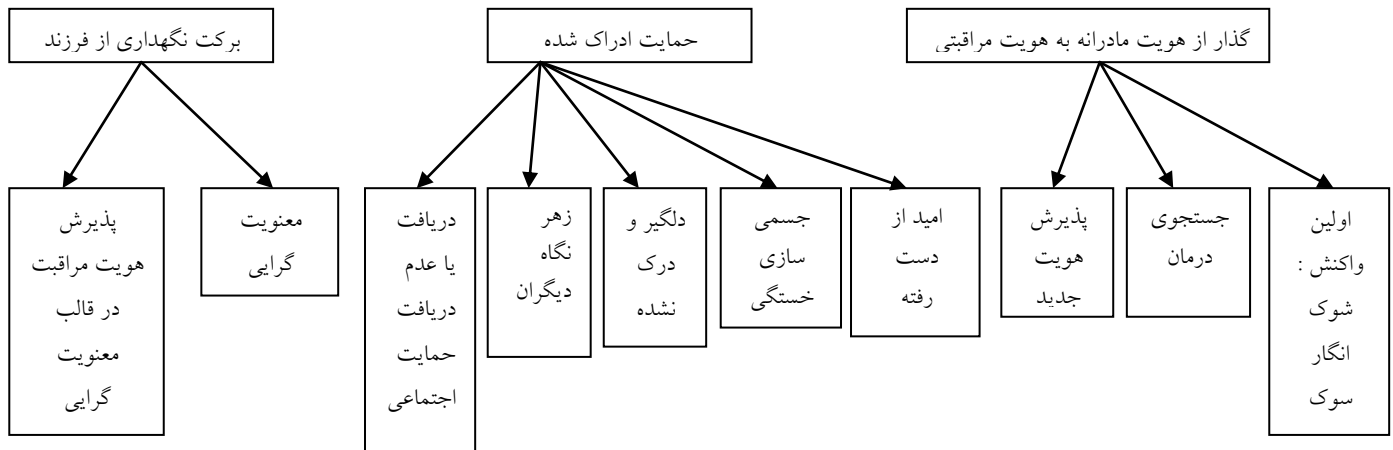 گذار از هویت مادرانه به هویت مراقبتی
حمایت ادراک شده
برکت نگهداری از فرزند
اولین
واکنش :
شوک
انگار
سوک
جستجوی
درمان
پذیرش
هویت
جدید
امید از
دست
رفته
جسمی
سازی
خستگی
دلگیر و
درک
نشده
زهر
نگاه
دیگران
دریافت
یا عدم
دریافت
حمایت
اجتماعی
معنویت
گرایی
پذیرش
هویت مراقبت
در قالب
معنویت
گرایی